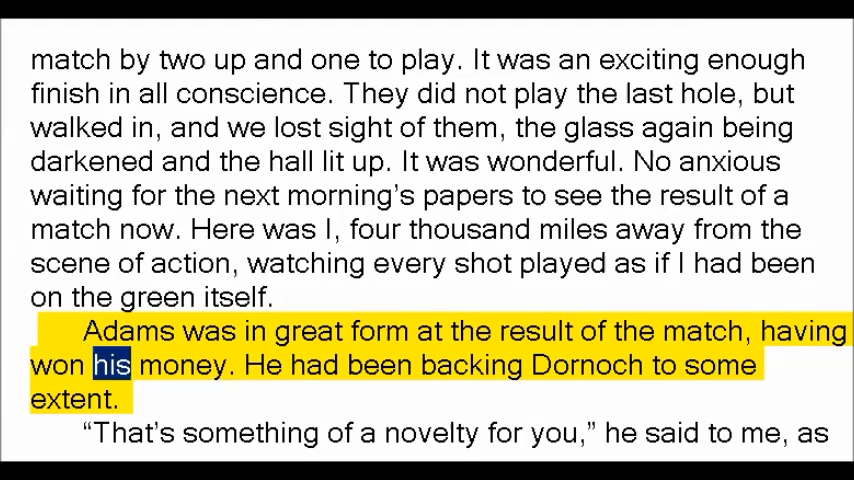 match by two up and one to play. It was an exciting enough
finish in all conscience. They did not play the last hole, but
walked in, and we lost sight of them, the glass again being
darkened and the hall lit up. It was wonderful. No anxious
waiting for the next morning’s papers to see the result of a
match now. Here was I, four thousand miles away from the
scene of action, watching every shot played as if I had been
on the green itself.
Adams was in great form at the result of the match, having
won his money. He had been backing Dornoch to some
extent.
“That’s something of a novelty for you,” he said to me, as